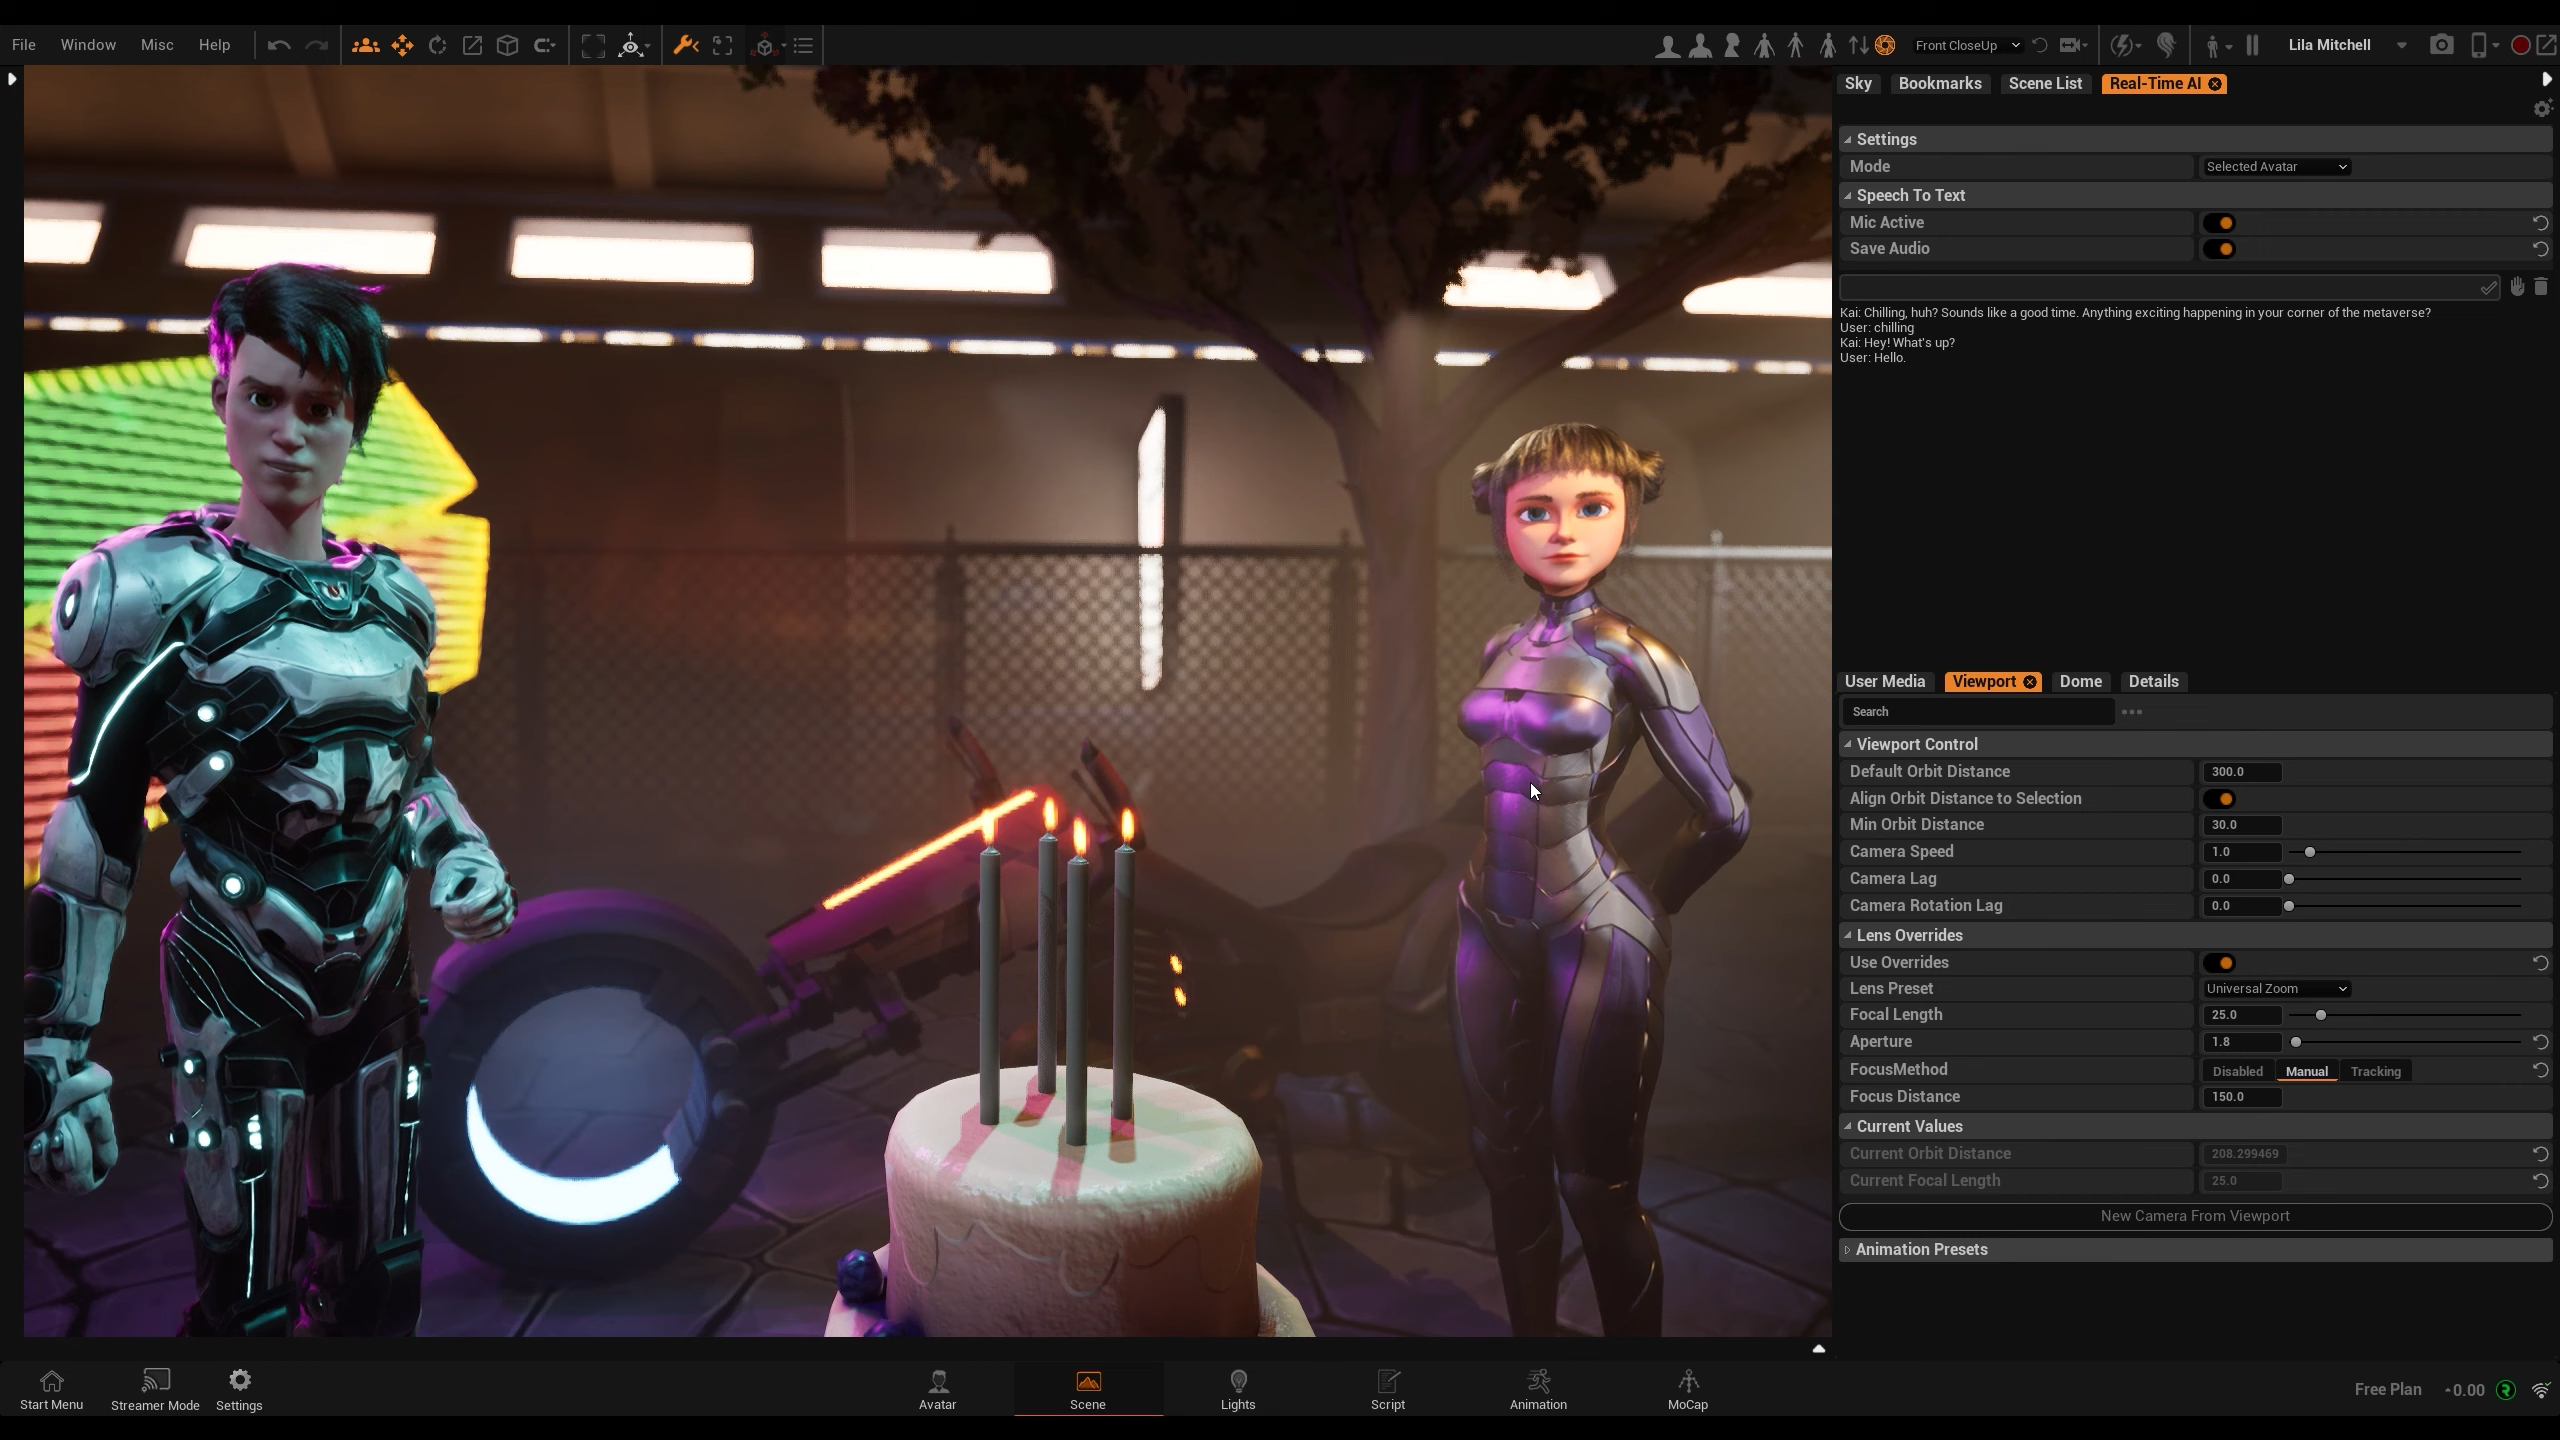 File Window Misc Help Front CloseUp Lila Mitchell
Sky Bookmarks Scene List Real-Time AI
Settings
Mode Selected Avatar
Speech To Text
Mic Active
Save Audio
Kai: Chilling, huh? Sounds like a good time. Anything exciting happening in your corner of the metaverse?
User: chilling
Kai: Hey! What's up?
User: Hello.
User Media Viewport Dome Details
Search
Viewport Control
Default Orbit Distance 300.0
Align Orbit Distance to Selection
Min Orbit Distance 30.0
Camera Speed 1.0
Camera Lag 0.0
Camera Rotation Lag 0.0
Lens Overrides
Use Overrides
Lens Preset Universal Zoom
Focal Length 25.0
Aperture 1.8
FocusMethod Disabled Manual Tracking
Focus Distance 150.0
Current Values
Current Orbit Distance 208.299469
Current Focal Length 25.0
New Camera From Viewport
Animation Presets
Start Menu Streamer Mode Settings Avatar Scene Lights Script Animation MoCap Free Plan 0.00